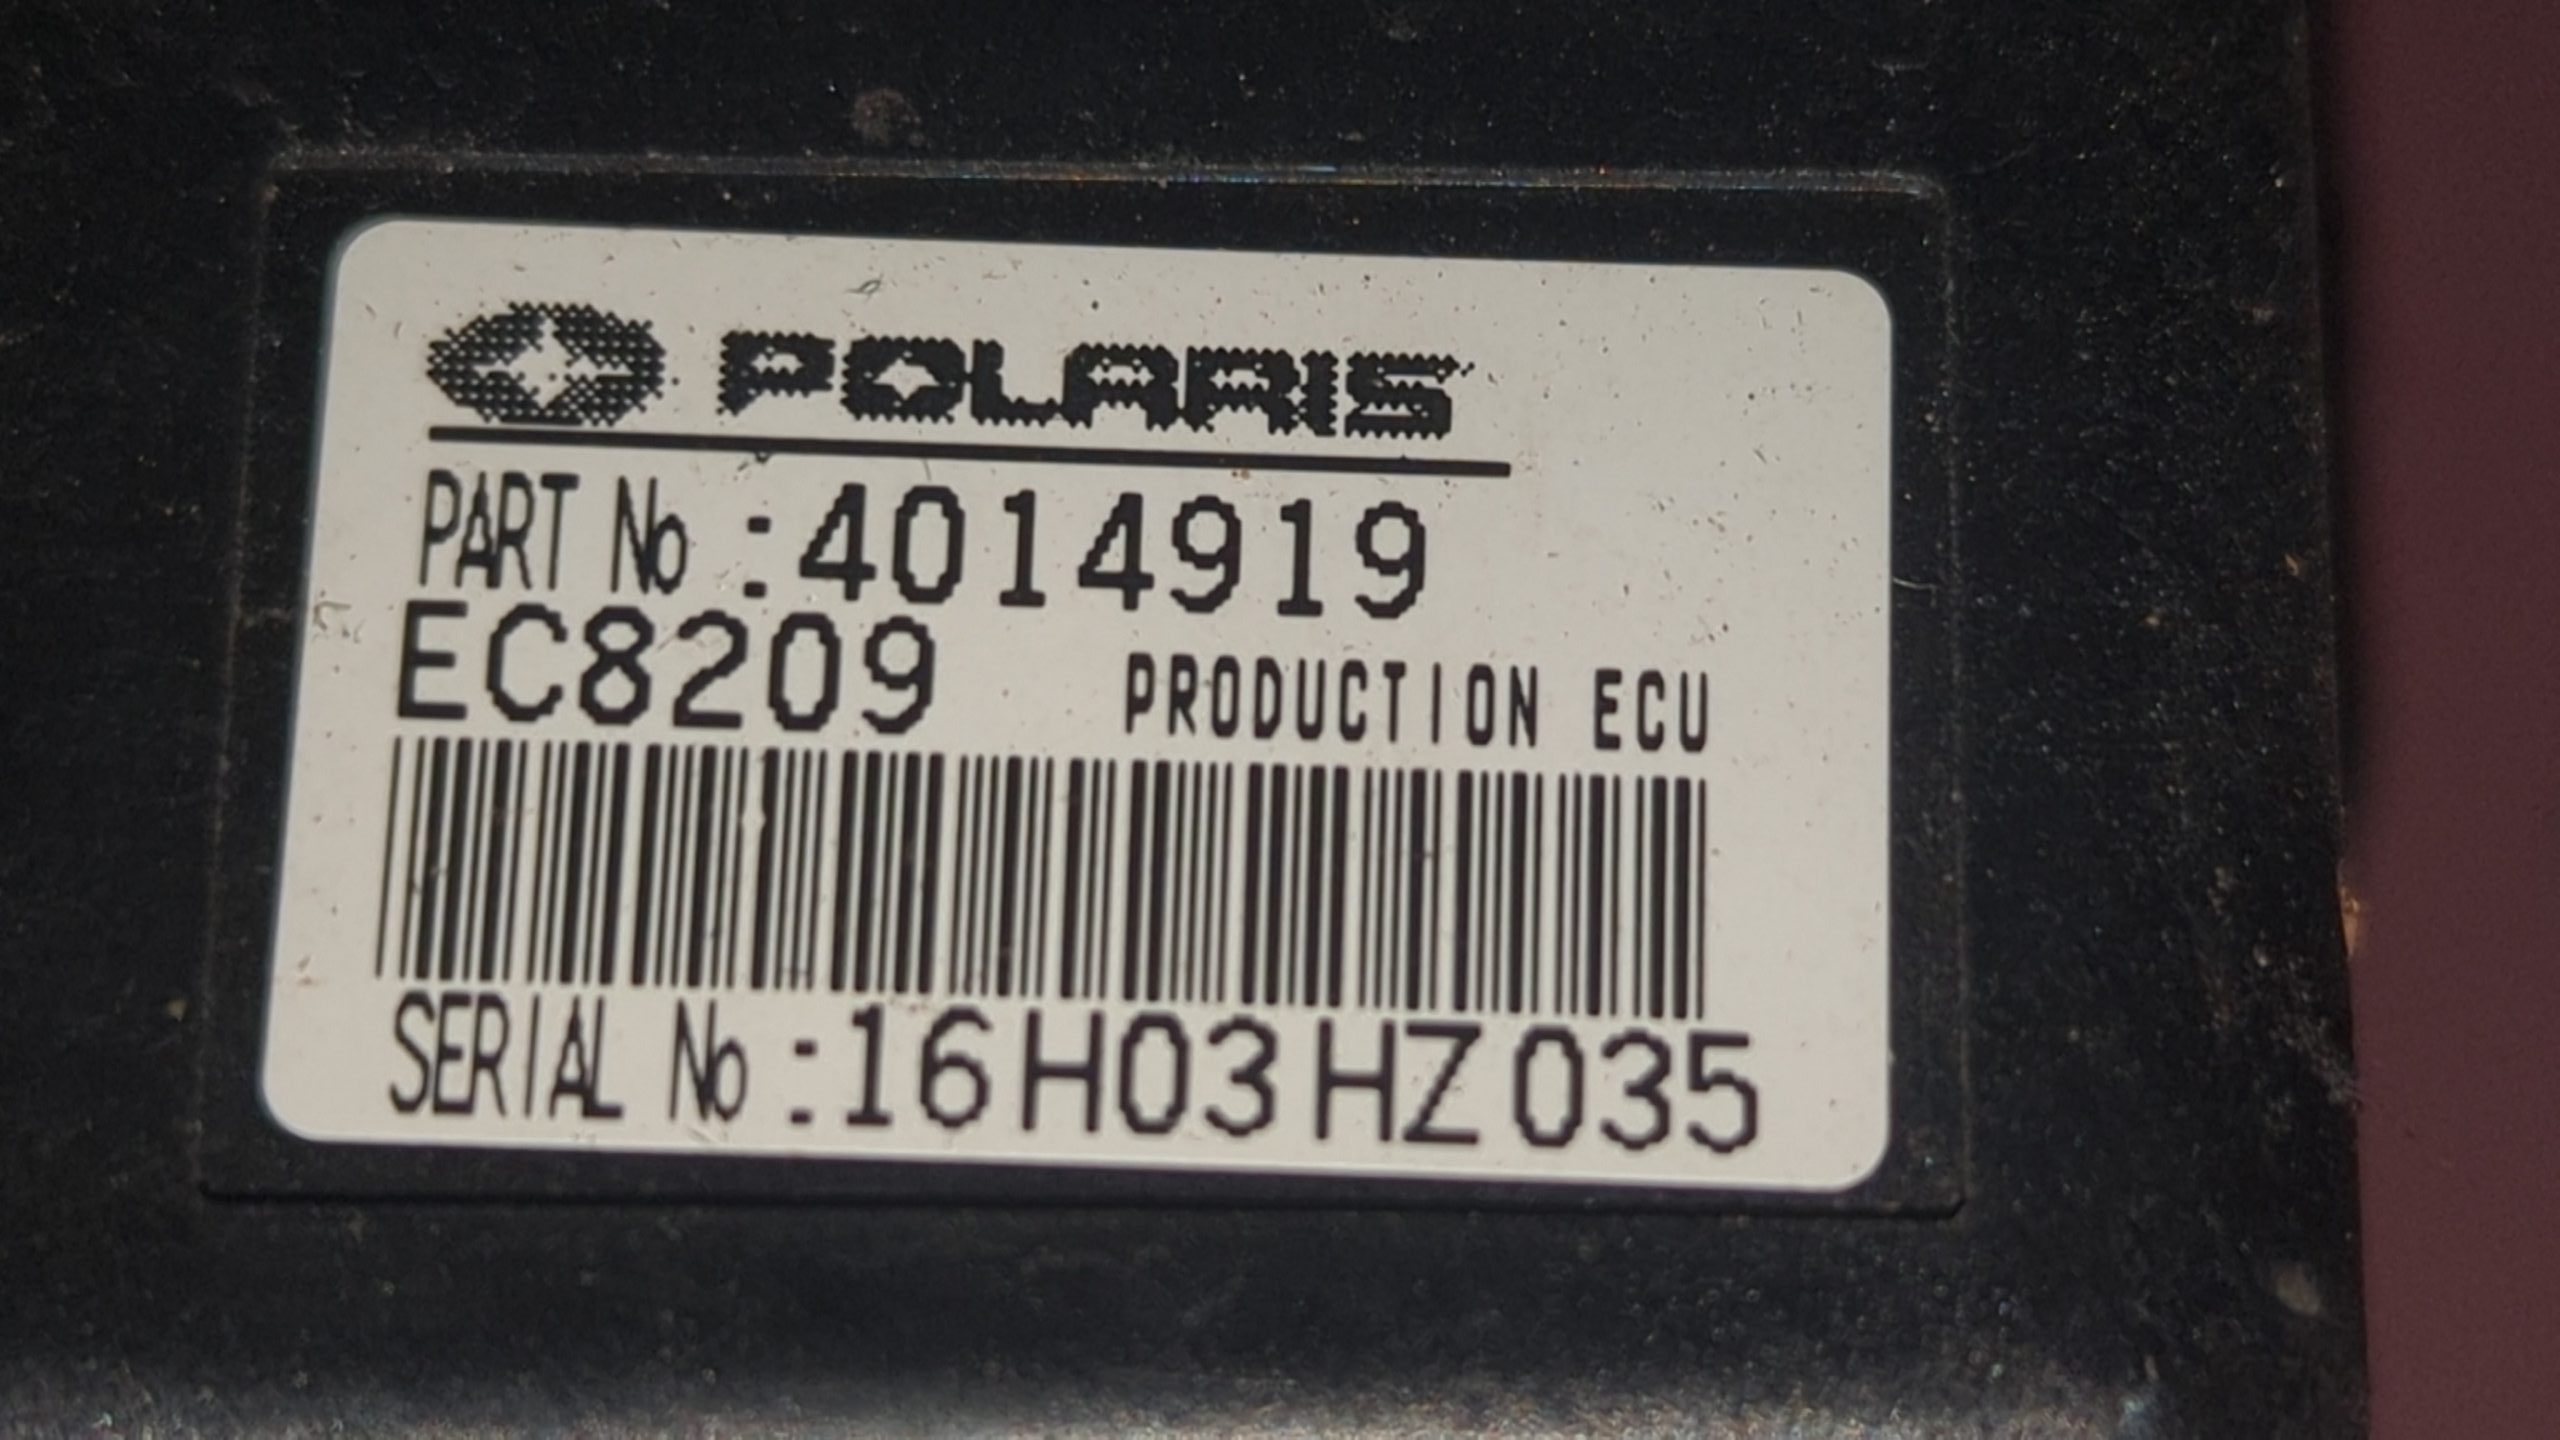 POLARIS
PART No :4014919
EC8209 PRODUCTION ECU
SERIAL No :16H03HZ035